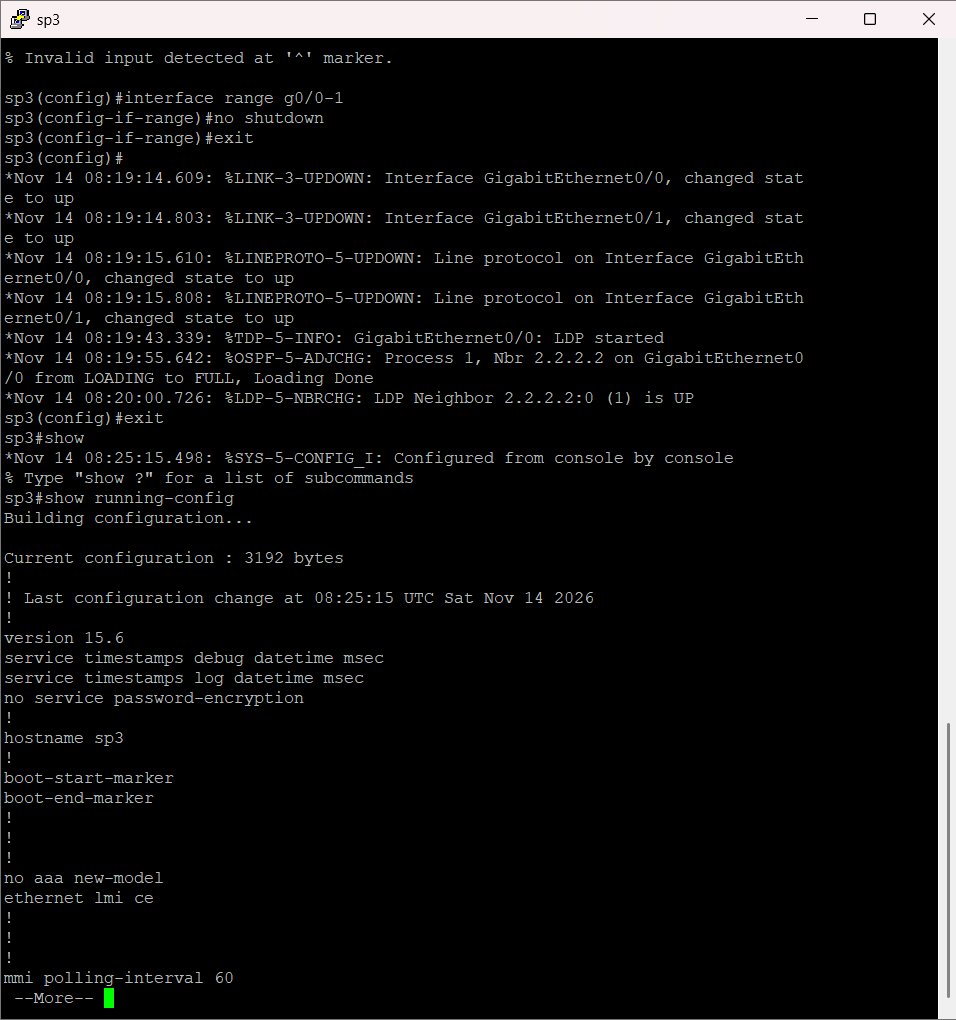 sp3
% Invalid input detected at '^' marker.
sp3(config)#interface range g0/0-1
sp3(config-if-range)#no shutdown
sp3(config-if-range)#exit
sp3(config)#
*Nov 14 08:19:14.609: %LINK-3-UPDOWN: Interface GigabitEthernet0/0, changed stat
e to up
*Nov 14 08:19:14.803: %LINK-3-UPDOWN: Interface GigabitEthernet0/1, changed stat
e to up
*Nov 14 08:19:15.610: %LINEPROTO-5-UPDOWN: Line protocol on Interface GigabitEth
ernet0/0, changed state to up
*Nov 14 08:19:15.808: %LINEPROTO-5-UPDOWN: Line protocol on Interface GigabitEth
ernet0/1, changed state to up
*Nov 14 08:19:43.339: %TDP-5-INFO: GigabitEthernet0/0: LDP started
*Nov 14 08:19:55.642: %OSPF-5-ADJCHG: Process 1, Nbr 2.2.2.2 on GigabitEthernet0
/0 from LOADING to FULL, Loading Done
*Nov 14 08:20:00.726: %LDP-5-NBRCHG: LDP Neighbor 2.2.2.2:0 (1) is UP
sp3(config)#exit
sp3#show
*Nov 14 08:25:15.498: %SYS-5-CONFIG_I: Configured from console by console
% Type "show ?" for a list of subcommands
sp3#show running-config
Building configuration...
Current configuration : 3192 bytes
!
! Last configuration change at 08:25:15 UTC Sat Nov 14 2026
!
version 15.6
service timestamps debug datetime msec
service timestamps log datetime msec
no service password-encryption
!
hostname sp3
!
boot-start-marker
boot-end-marker
!
!
!
no aaa new-model
ethernet lmi ce
!
!
!
mmi polling-interval 60
--More--